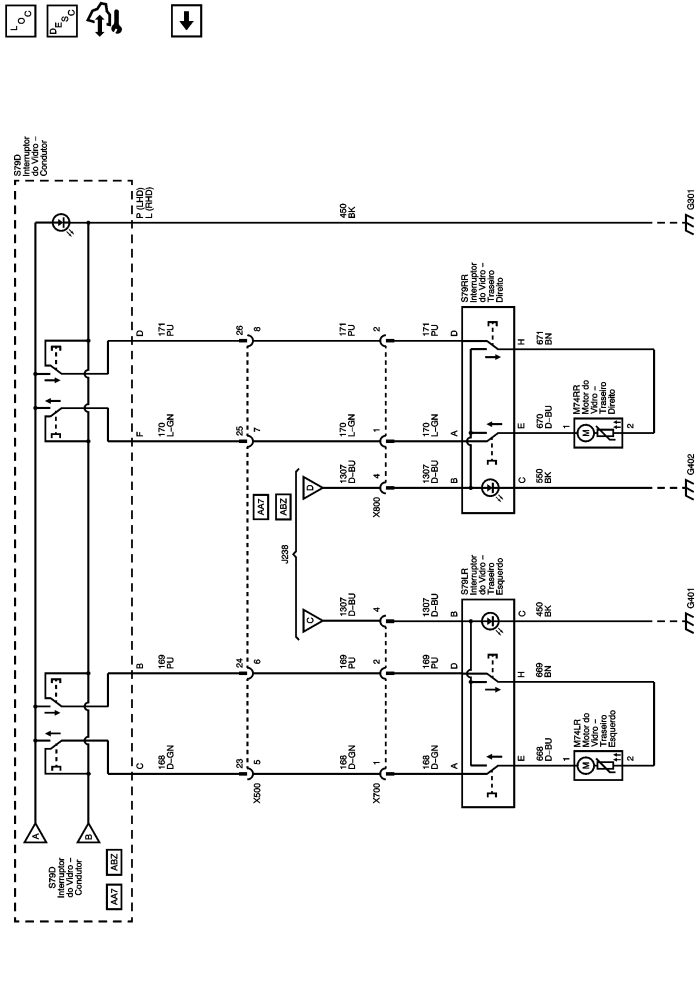 LOC
DESC
S79D
Interruptor
do Vidro –
Condutor
P (LHD)
L (RHD)
450
BK
G301
D
171
PU
26
8
171
PU
2
171
PU
D
S79RR
Interruptor
do Vidro –
Traseiro
Direito
H
671
BN
F
170
L-GN
25
7
170
L-GN
1
170
L-GN
A
E
670
D-BU
M74RR
Motor do
Vidro –
Traseiro
Direito
1
M
2
AA7
ABZ
D
1307
D-BU
4
X800
1307
D-BU
B
C
550
BK
G402
J238
C
1307
D-BU
4
1307
D-BU
B
S79LR
Interruptor
do Vidro –
Traseiro
Esquerdo
C
450
BK
G401
B
169
PU
24
6
169
PU
2
169
PU
D
H
669
BN
C
168
D-GN
23
5
X500
168
D-GN
1
X700
168
D-GN
A
E
668
D-BU
M74LR
Motor do
Vidro –
Traseiro
Esquerdo
1
M
2
A
B
S79D
Interruptor
do Vidro –
Condutor
AA7
ABZ